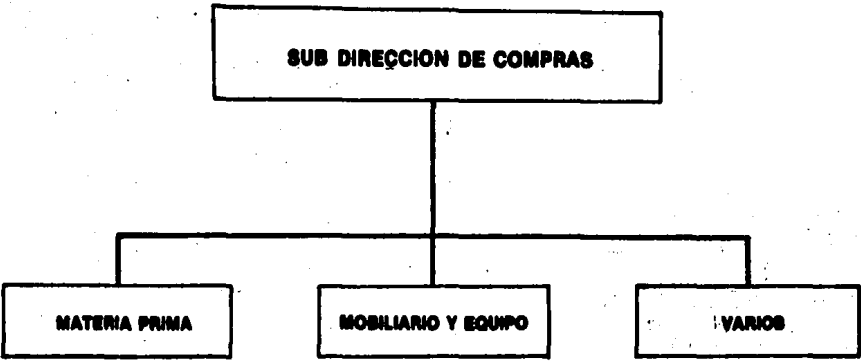 SUB DIRECCION DE COMPRAS
MATERIA PRIMA
MOBILIARIO Y EQUIPO
VARIOS